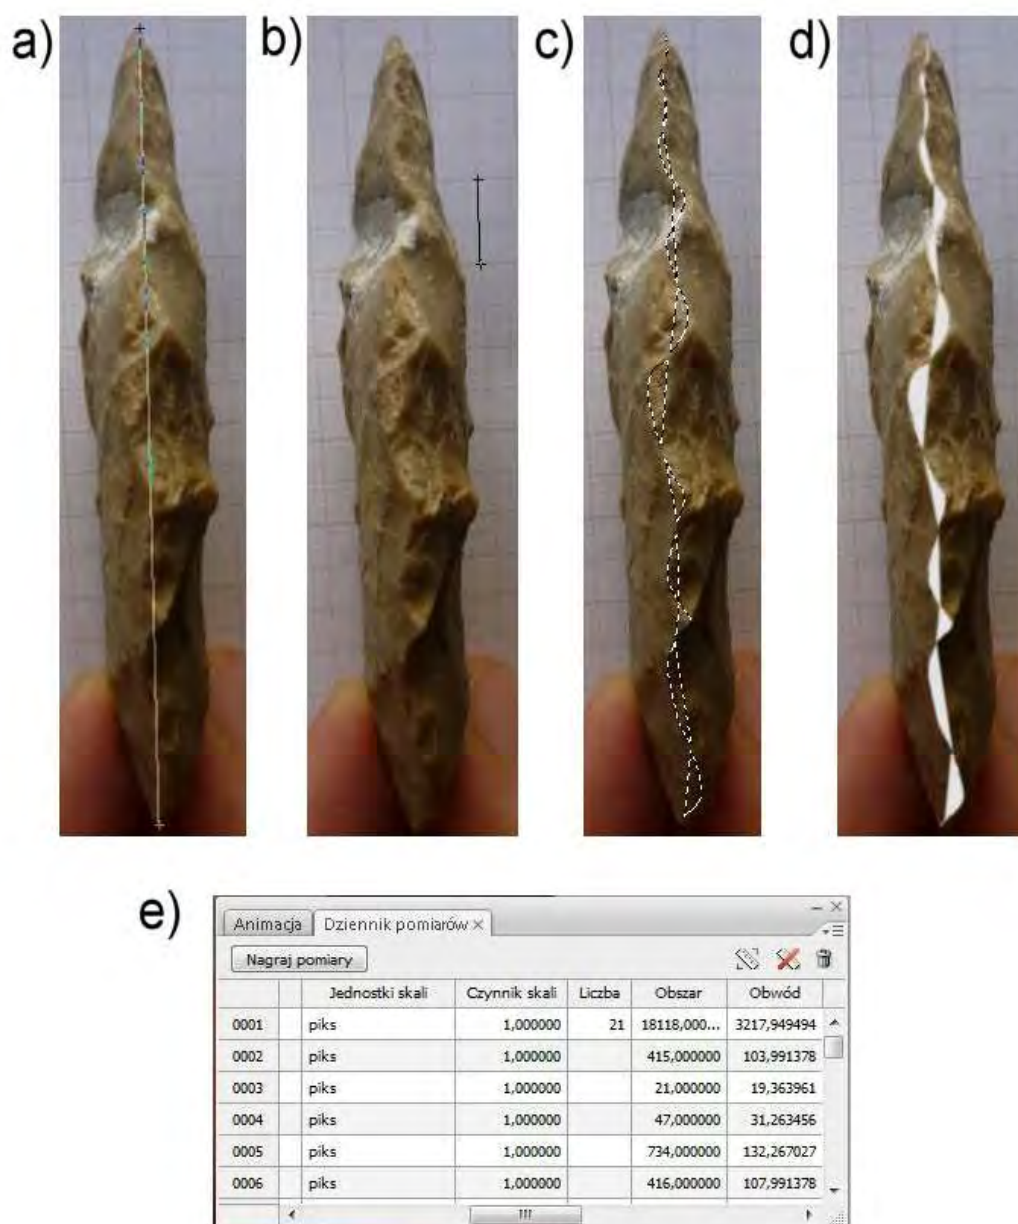 a) b) c) d)
e)
Animacja Dziennik pomiarów
Nagraj pomiary
Jednostki skali Czynnik skali Liczba Obszar Obwód
0001 piks 1,000000 21 18118,000... 3217,949494
0002 piks 1,000000 415,000000 103,991378
0003 piks 1,000000 21,000000 19,363961
0004 piks 1,000000 47,000000 31,263456
0005 piks 1,000000 734,000000 132,267027
0006 piks 1,000000 416,000000 107,991378